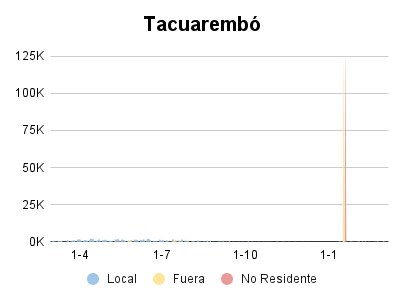 Tacuarembó
125K
100K
75K
50K
25K
0K
1-4 1-7 1-10 1-1
Local Fuera No Residente